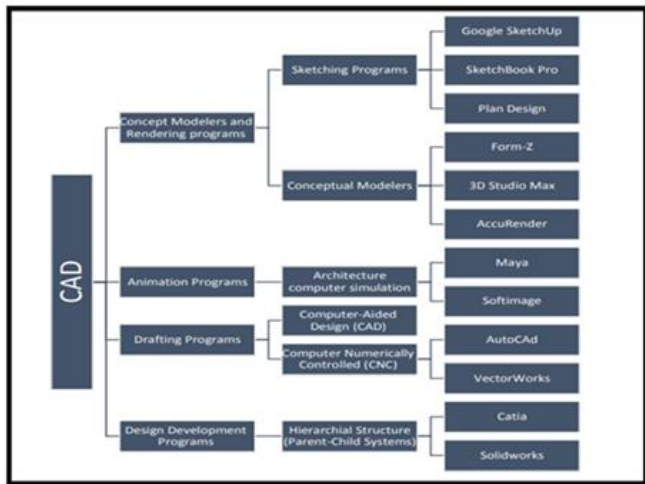 CAD
Concept Modelers and
Rendering programs
Sketching Programs
Google SketchUp
SketchBook Pro
Plan Design
Conceptual Modelers
Form-Z
3D Studio Max
AccuRender
Animation Programs
Architecture
computer simulation
Maya
Softimage
Drafting Programs
Computer-Aided
Design (CAD)
Computer Numerically
Controlled (CNC)
AutoCAd
VectorWorks
Design Development
Programs
Hierarchial Structure
(Parent-Child Systems)
Catia
Solidworks